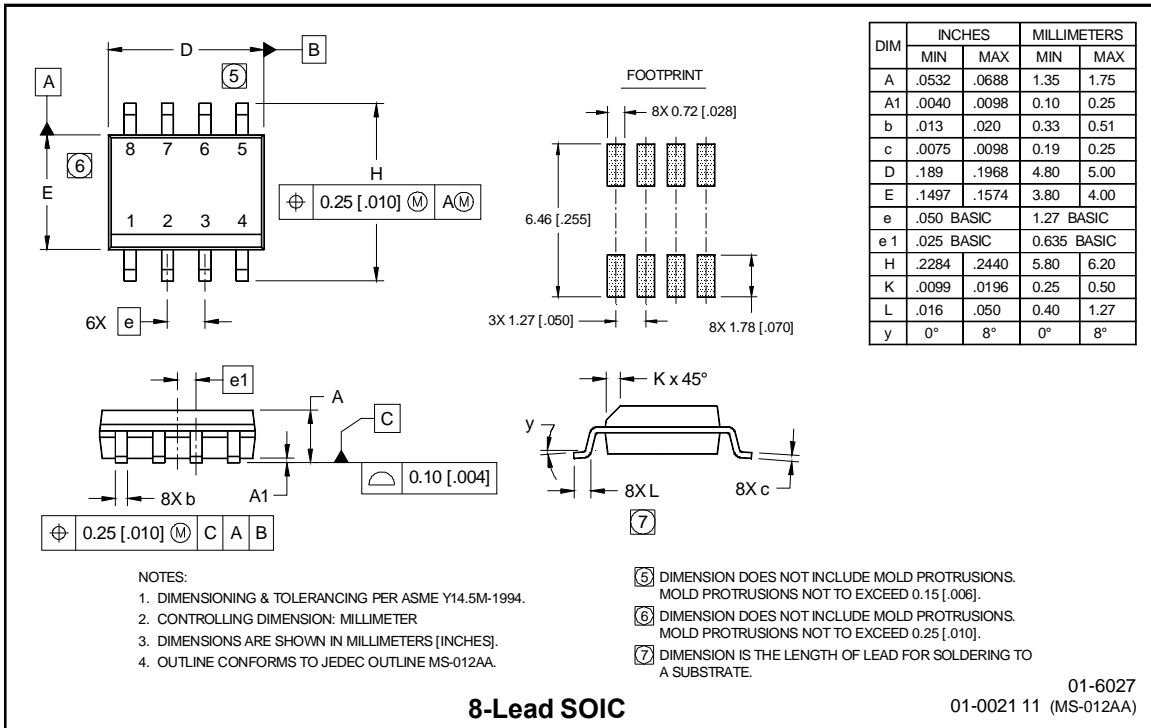 D
B
5
A
8 7 6 5
6
E
H
⌖ 0.25 [.010] Ⓜ AⓂ
1 2 3 4
6X e
FOOTPRINT
8X 0.72 [.028]
6.46 [.255]
3X 1.27 [.050]
8X 1.78 [.070]
DIM INCHES MILLIMETERS
MIN MAX MIN MAX
A .0532 .0688 1.35 1.75
A1 .0040 .0098 0.10 0.25
b .013 .020 0.33 0.51
c .0075 .0098 0.19 0.25
D .189 .1968 4.80 5.00
E .1497 .1574 3.80 4.00
e .050 BASIC 1.27 BASIC
e 1 .025 BASIC 0.635 BASIC
H .2284 .2440 5.80 6.20
K .0099 .0196 0.25 0.50
L .016 .050 0.40 1.27
y 0° 8° 0° 8°
e1
A
C
⌓ 0.10 [.004]
8X b
A1
⌖ 0.25 [.010] Ⓜ C A B
K x 45°
y
8X L
8X c
7
NOTES:
1. DIMENSIONING & TOLERANCING PER ASME Y14.5M-1994.
2. CONTROLLING DIMENSION: MILLIMETER
3. DIMENSIONS ARE SHOWN IN MILLIMETERS [INCHES].
4. OUTLINE CONFORMS TO JEDEC OUTLINE MS-012AA.
5 DIMENSION DOES NOT INCLUDE MOLD PROTRUSIONS.
MOLD PROTRUSIONS NOT TO EXCEED 0.15 [.006].
6 DIMENSION DOES NOT INCLUDE MOLD PROTRUSIONS.
MOLD PROTRUSIONS NOT TO EXCEED 0.25 [.010].
7 DIMENSION IS THE LENGTH OF LEAD FOR SOLDERING TO
A SUBSTRATE.
8-Lead SOIC
01-6027
01-0021 11 (MS-012AA)